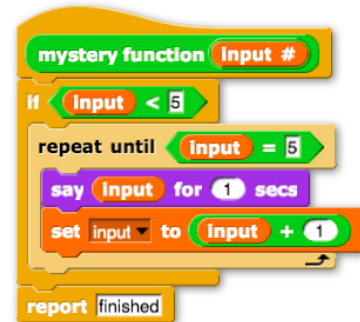 mystery function input #
if input < 5
repeat until input = 5
say input for 1 secs
set input to input + 1
report finished